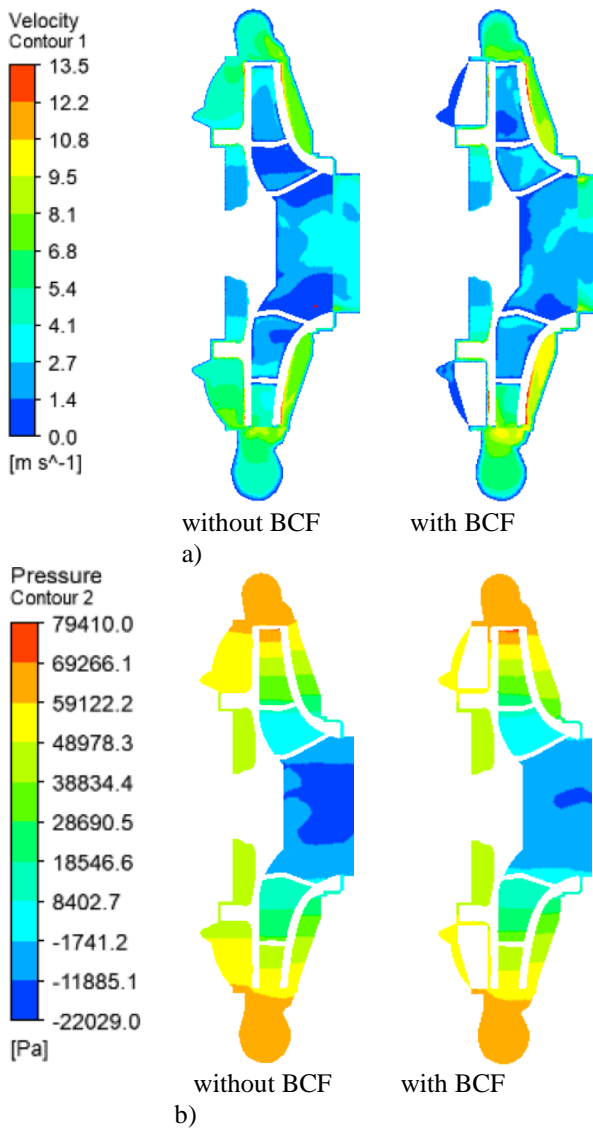 Velocity
Contour 1
13.5
12.2
10.8
9.5
8.1
6.8
5.4
4.1
2.7
1.4
0.0
[m s^-1]
without BCF with BCF
a)
Pressure
Contour 2
79410.0
69266.1
59122.2
48978.3
38834.4
28690.5
18546.6
8402.7
-1741.2
-11885.1
-22029.0
[Pa]
without BCF with BCF
b)